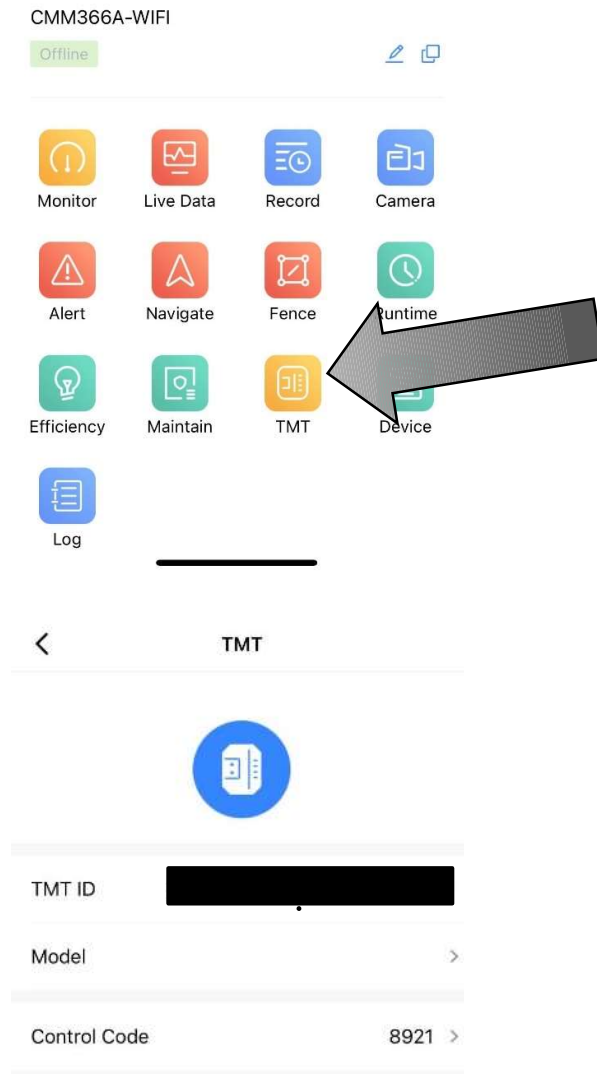 CMM366A-WIFI
Offline
Monitor Live Data Record Camera
Alert Navigate Fence Runtime
Efficiency Maintain TMT Device
Log
TMT
TMT ID
Model
Control Code 8921